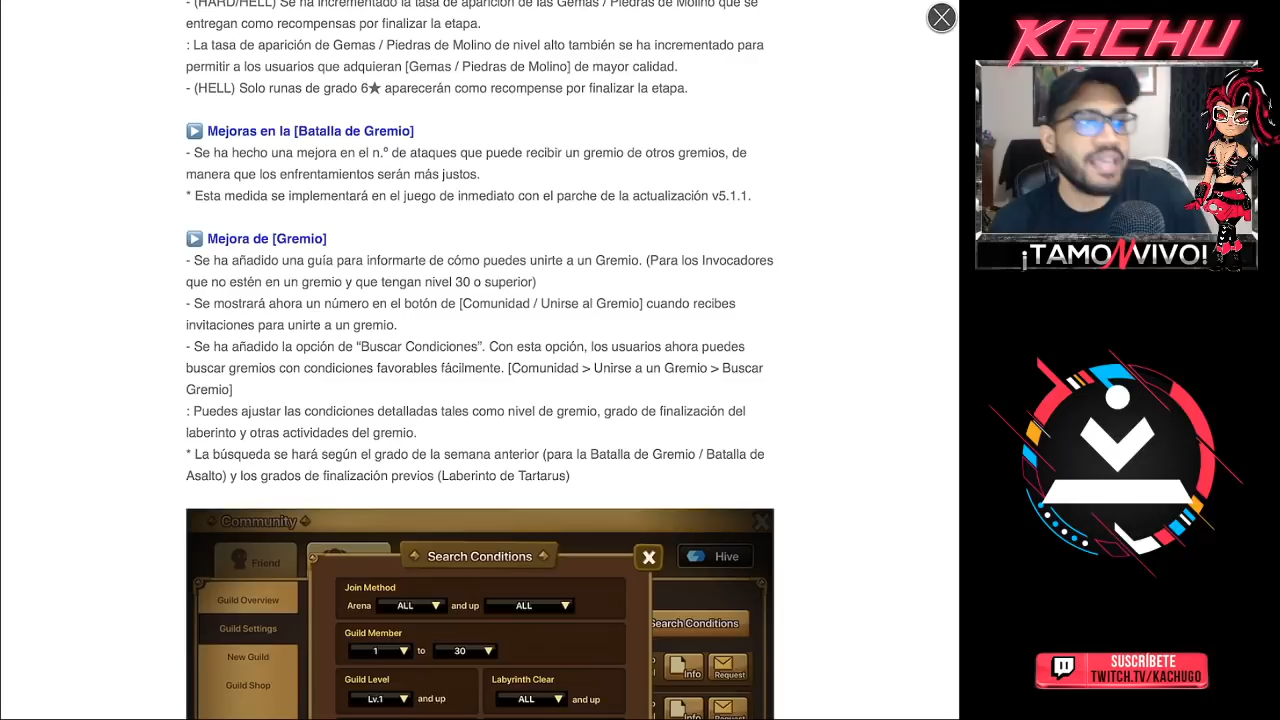 - (HARD/HELL) Se ha incrementado la tasa de aparición de las Gemas / Piedras de Molino que se
entregan como recompensas por finalizar la etapa.
: La tasa de aparición de Gemas / Piedras de Molino de nivel alto también se ha incrementado para
permitir a los usuarios que adquieran [Gemas / Piedras de Molino] de mayor calidad.
- (HELL) Solo runas de grado 6★ aparecerán como recompense por finalizar la etapa.
Mejoras en la [Batalla de Gremio]
- Se ha hecho una mejora en el n.º de ataques que puede recibir un gremio de otros gremios, de
manera que los enfrentamientos serán más justos.
* Esta medida se implementará en el juego de inmediato con el parche de la actualización v5.1.1.
Mejora de [Gremio]
- Se ha añadido una guía para informarte de cómo puedes unirte a un Gremio. (Para los Invocadores
que no estén en un gremio y que tengan nivel 30 o superior)
- Se mostrará ahora un número en el botón de [Comunidad / Unirse al Gremio] cuando recibes
invitaciones para unirte a un gremio.
- Se ha añadido la opción de “Buscar Condiciones”. Con esta opción, los usuarios ahora puedes
buscar gremios con condiciones favorables fácilmente. [Comunidad > Unirse a un Gremio > Buscar
Gremio]
: Puedes ajustar las condiciones detalladas tales como nivel de gremio, grado de finalización del
laberinto y otras actividades del gremio.
* La búsqueda se hará según el grado de la semana anterior (para la Batalla de Gremio / Batalla de
Asalto) y los grados de finalización previos (Laberinto de Tartarus)
Community
Friend
Search Conditions
Hive
Guild Overview
Guild Settings
New Guild
Guild Shop
Join Method
Arena ALL and up ALL
Guild Member
1 to 30
Guild Level
Lv.1 and up
Labyrinth Clear
ALL and up
Search Conditions
Info Request
Info Request
KACHU
¡TAMONVIVO!
SUSCRÍBETE
TWITCH.TV/KACHUGO